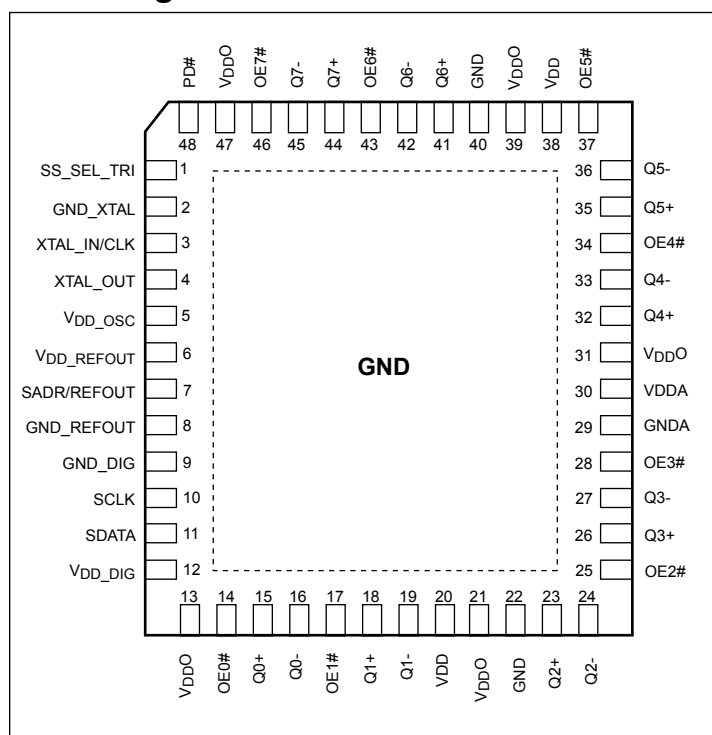 PD#
VDDO
OE7#
Q7-
Q7+
OE6#
Q6-
Q6+
GND
VDDO
VDD
OE5#
48 47 46 45 44 43 42 41 40 39 38 37
SS_SEL_TRI 1
GND_XTAL 2
XTAL_IN/CLK 3
XTAL_OUT 4
VDD_OSC 5
VDD_REFOUT 6
SADR/REFOUT 7
GND_REFOUT 8
GND_DIG 9
SCLK 10
SDATA 11
VDD_DIG 12
GND
36 Q5-
35 Q5+
34 OE4#
33 Q4-
32 Q4+
31 VDDO
30 VDDA
29 GNDA
28 OE3#
27 Q3-
26 Q3+
25 OE2#
13 14 15 16 17 18 19 20 21 22 23 24
VDDO
OE0#
Q0+
Q0-
OE1#
Q1+
Q1-
VDD
VDDO
GND
Q2+
Q2-